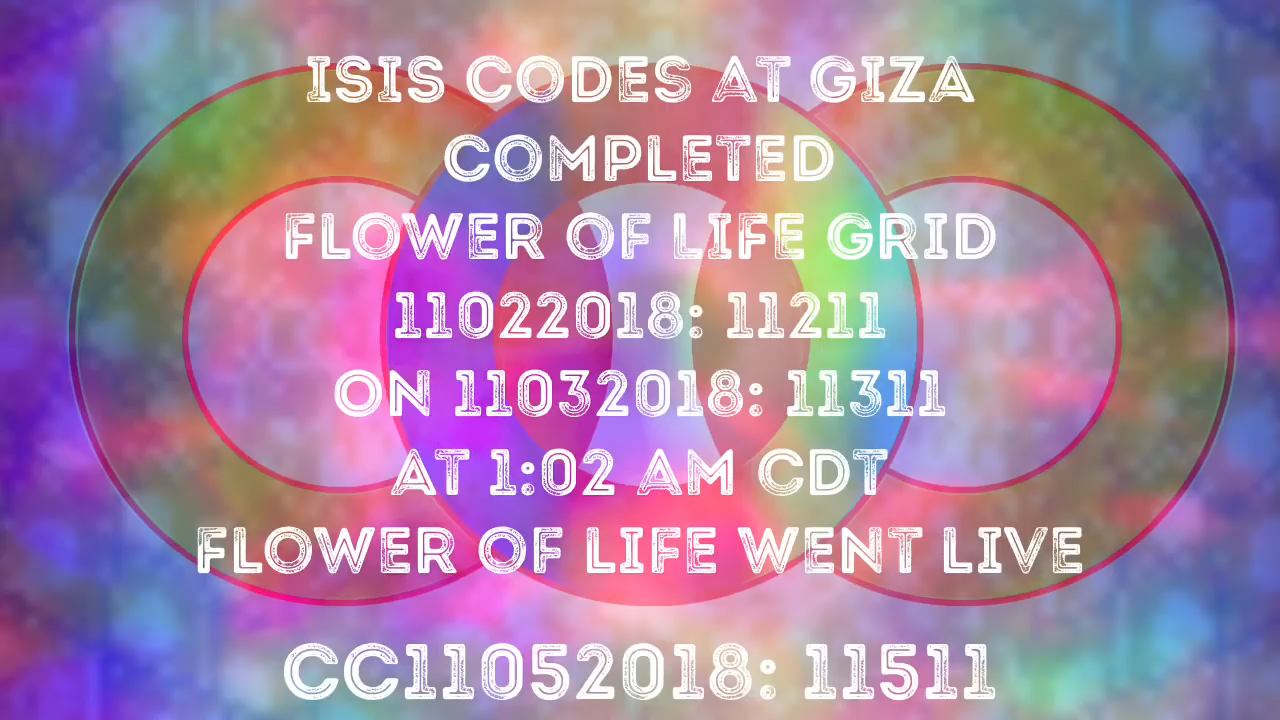 ISIS CODES AT GIZA
COMPLETED
FLOWER OF LIFE GRID
11022018: 11211
ON 11032018: 11311
AT 1:02 AM CDT
FLOWER OF LIFE WENT LIVE
CC11052018: 11511